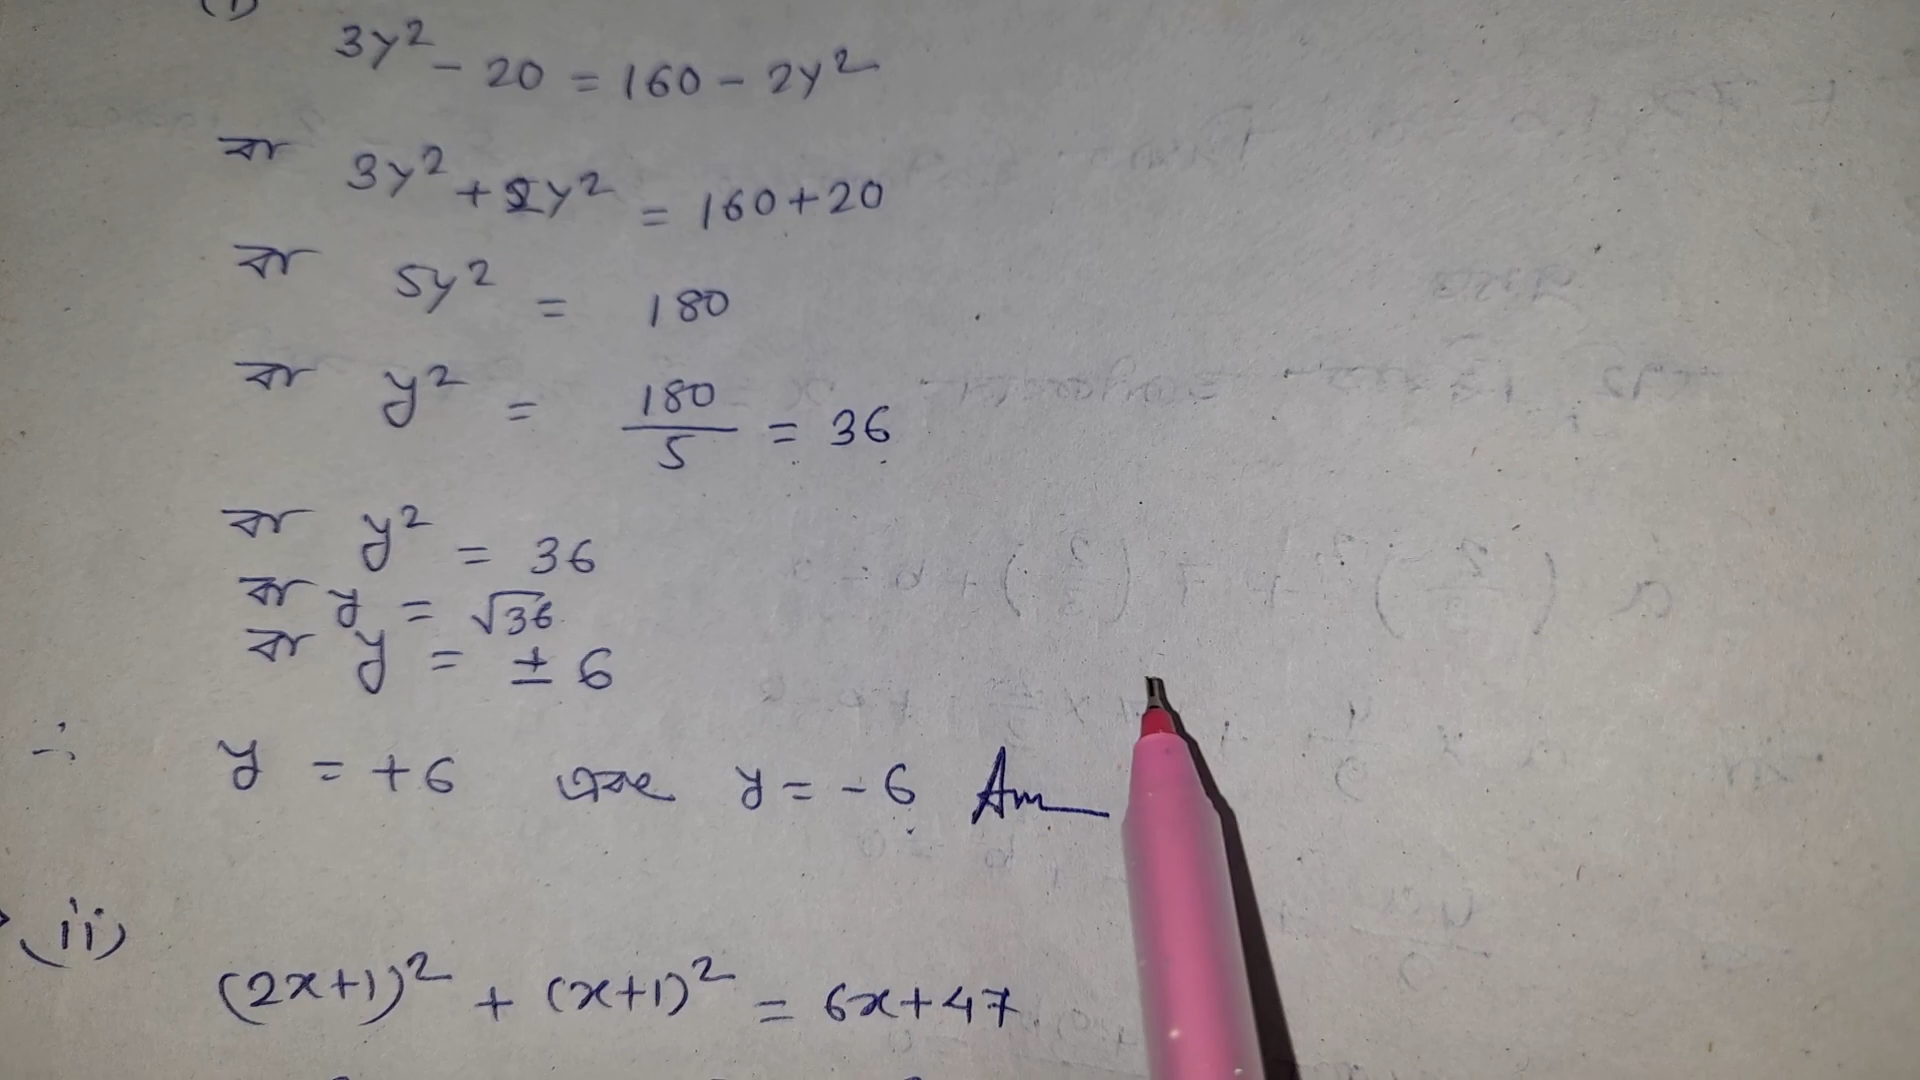 (i)
3y² - 20 = 160 - 2y²
বা 3y² + 2y² = 160 + 20
বা 5y² = 180
বা y² = 180/5 = 36
বা y² = 36
বা y = √36
বা y = ± 6
∴ y = +6 এবং y = -6 Ans
(ii)
(2x+1)² + (x+1)² = 6x+47